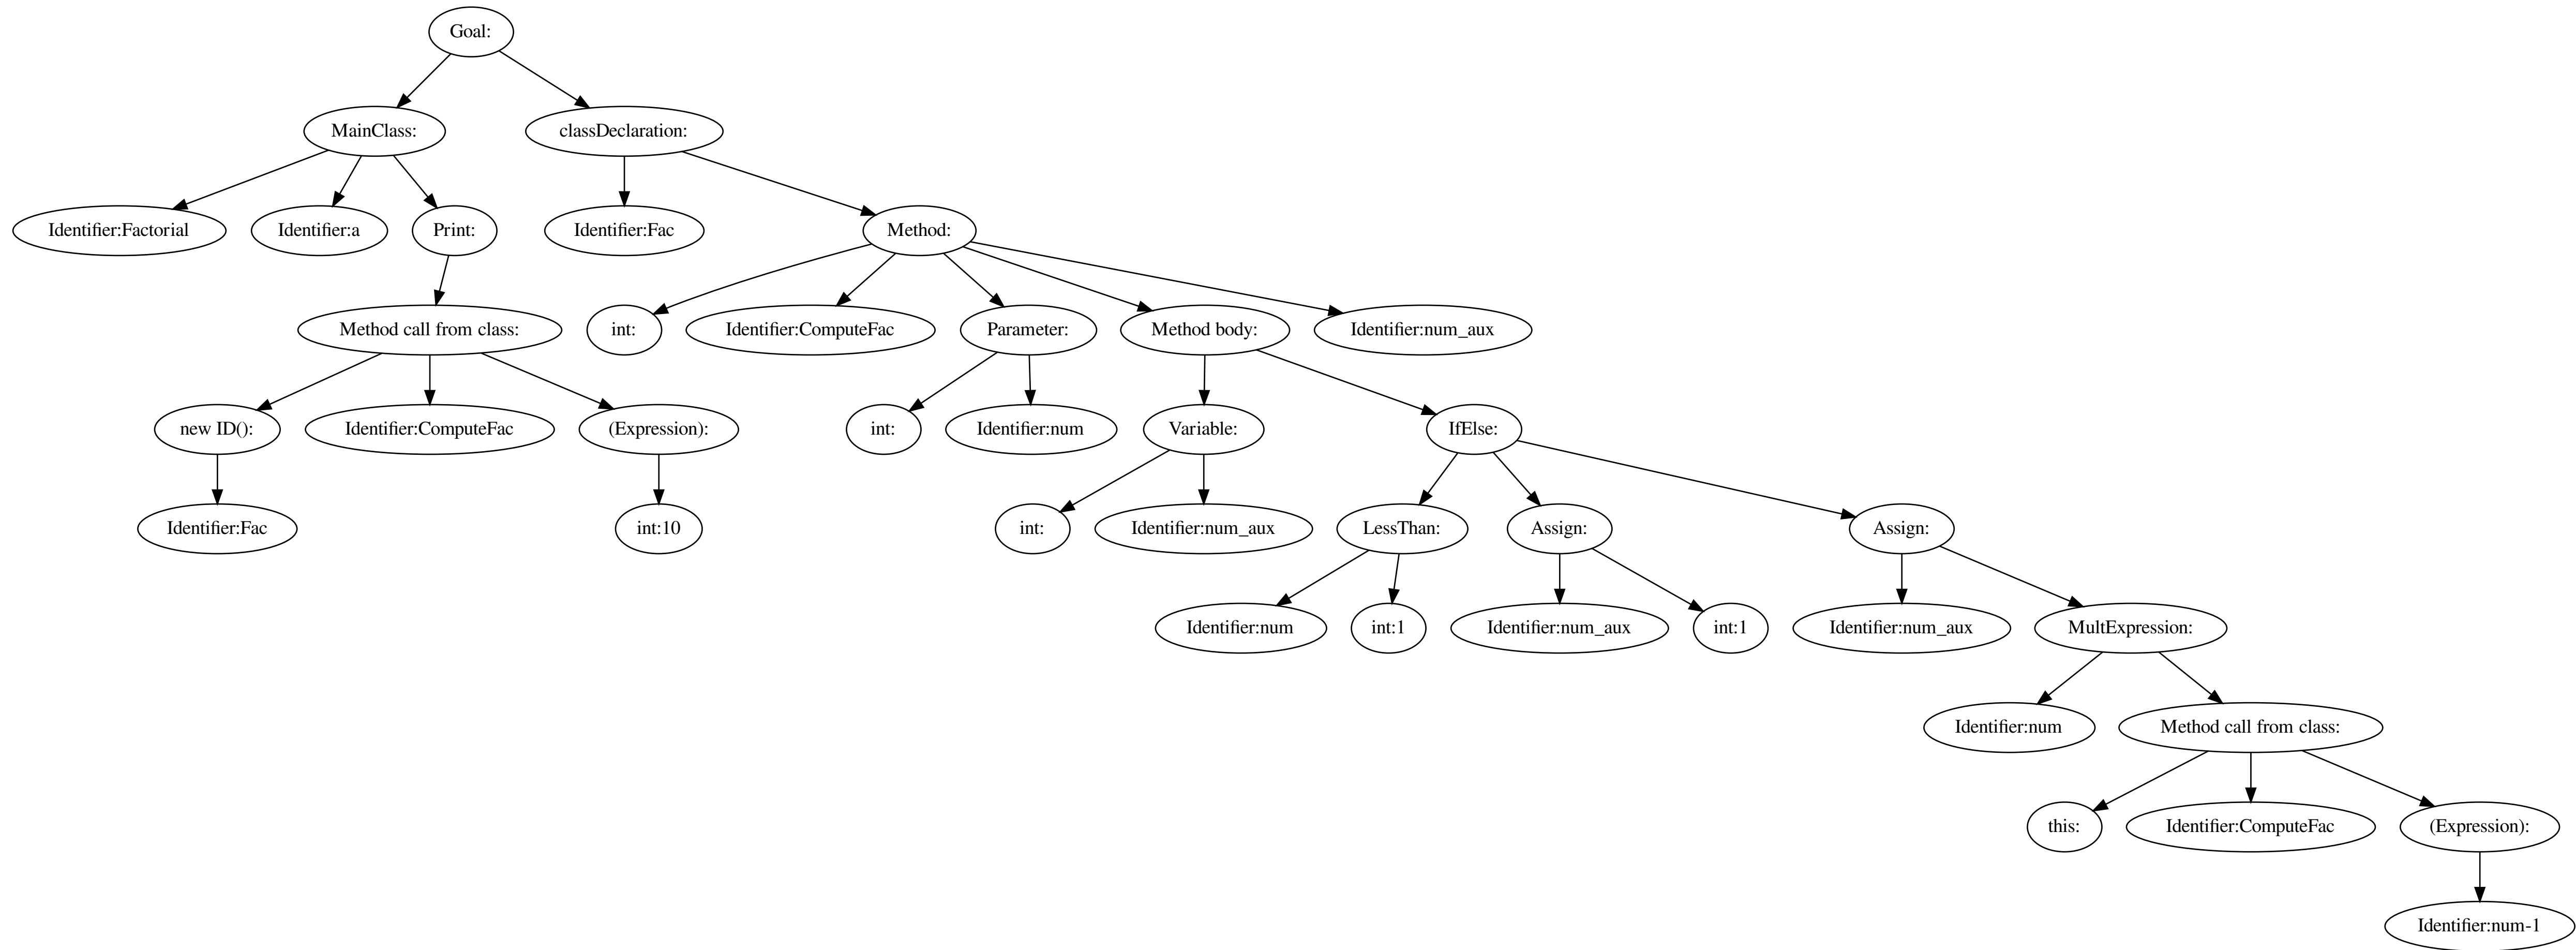 Goal:
MainClass:
classDeclaration:
Identifier:Factorial
Identifier:a
Print:
Identifier:Fac
Method:
Method call from class:
int:
Identifier:ComputeFac
Parameter:
Method body:
Identifier:num_aux
new ID():
Identifier:ComputeFac
(Expression):
int:
Identifier:num
Variable:
IfElse:
Identifier:Fac
int:10
int:
Identifier:num_aux
LessThan:
Assign:
Assign:
Identifier:num
int:1
Identifier:num_aux
int:1
Identifier:num_aux
MultExpression:
Identifier:num
Method call from class:
this:
Identifier:ComputeFac
(Expression):
Identifier:num-1